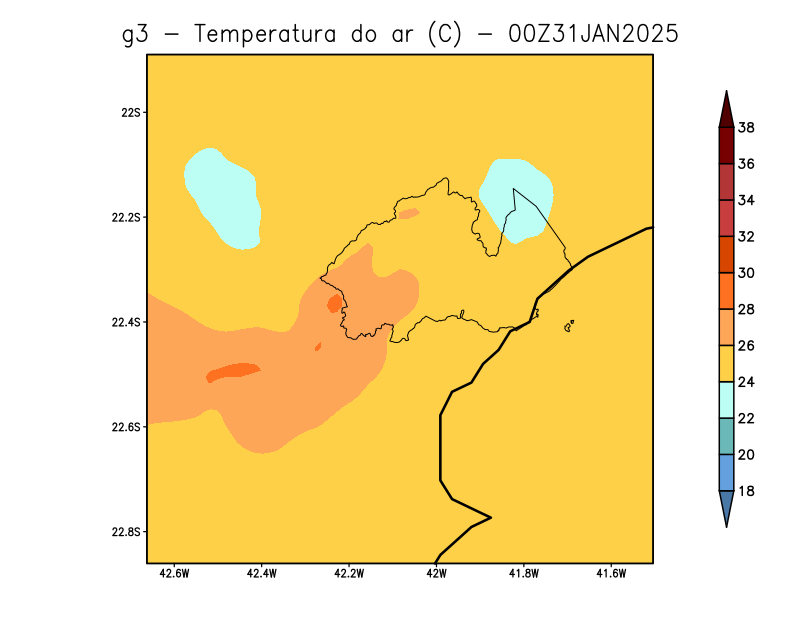 g3 – Temperatura do ar (C) – 00Z31JAN2025
22S
22.2S
22.4S
22.6S
22.8S
42.6W
42.4W
42.2W
42W
41.8W
41.6W
38
36
34
32
30
28
26
24
22
20
18